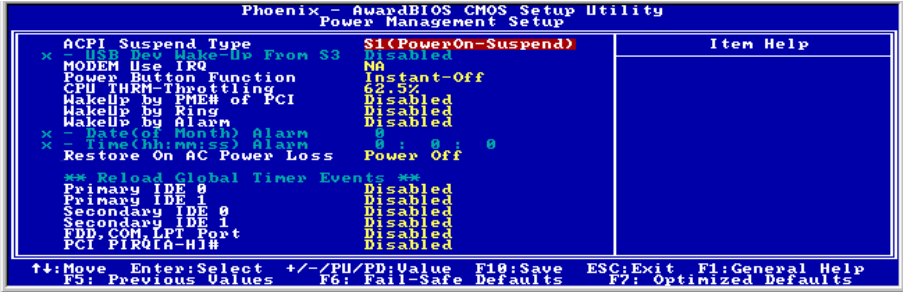 Phoenix - AwardBIOS CMOS Setup Utility
Power Management Setup
ACPI Suspend Type S1(PowerOn-Suspend) Item Help
x - USB Dev Wake-Up From S3 Disabled
MODEM Use IRQ NA
Power Button Function Instant-Off
CPU THRM-Throttling 62.5%
WakeUp by PME# of PCI Disabled
WakeUp by Ring Disabled
WakeUp by Alarm Disabled
x - Date(of Month) Alarm 0
x - Time(hh:mm:ss) Alarm 0 : 0 : 0
Restore On AC Power Loss Power Off
** Reload Global Timer Events **
Primary IDE 0 Disabled
Primary IDE 1 Disabled
Secondary IDE 0 Disabled
Secondary IDE 1 Disabled
FDD,COM,LPT Port Disabled
PCI PIRQ[A-H]# Disabled
↑↓:Move Enter:Select +/-/PU/PD:Value F10:Save ESC:Exit F1:General Help
F5: Previous Values F6: Fail-Safe Defaults F7: Optimized Defaults